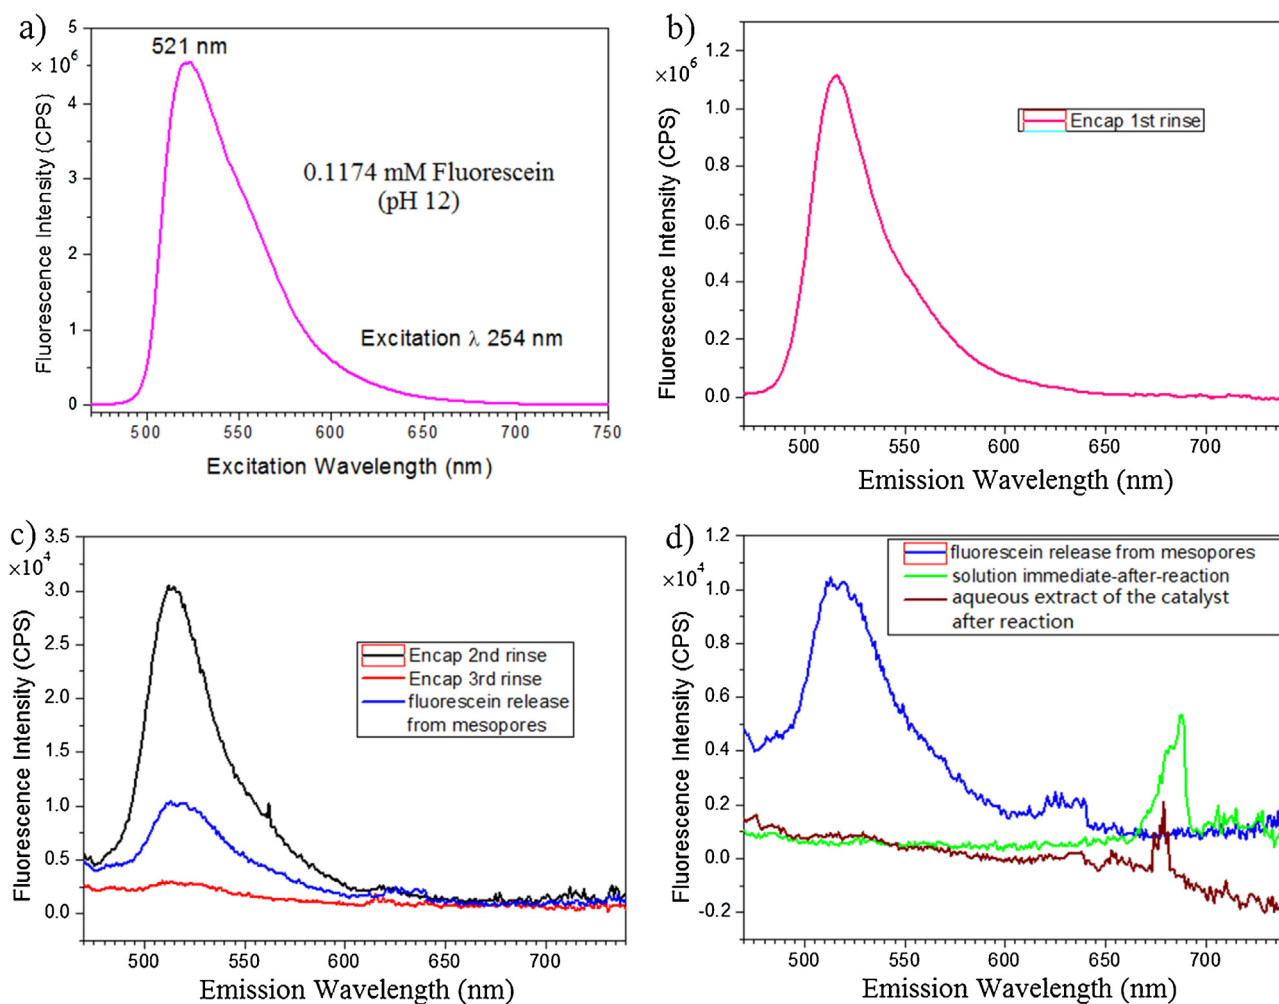 a)
521 nm
× 10⁶
5
4
3
2
1
0
Fluorescence Intensity (CPS)
0.1174 mM Fluorescein
(pH 12)
Excitation λ 254 nm
500 550 600 650 700 750
Excitation Wavelength (nm)
b)
×10⁶
1.2
1.0
0.8
0.6
0.4
0.2
0.0
Fluorescence Intensity (CPS)
Encap 1st rinse
500 550 600 650 700
Emission Wavelength (nm)
c)
×10⁴
3.5
3.0
2.5
2.0
1.5
1.0
0.5
0.0
Fluorescence Intensity (CPS)
Encap 2nd rinse
Encap 3rd rinse
fluorescein release
from mesopores
500 550 600 650 700
Emission Wavelength (nm)
d)
×10⁴
1.2
1.0
0.8
0.6
0.4
0.2
0.0
-0.2
Fluorescence Intensity (CPS)
fluorescein release from mesopores
solution immediate-after-reaction
aqueous extract of the catalyst
after reaction
500 550 600 650 700
Emission Wavelength (nm)